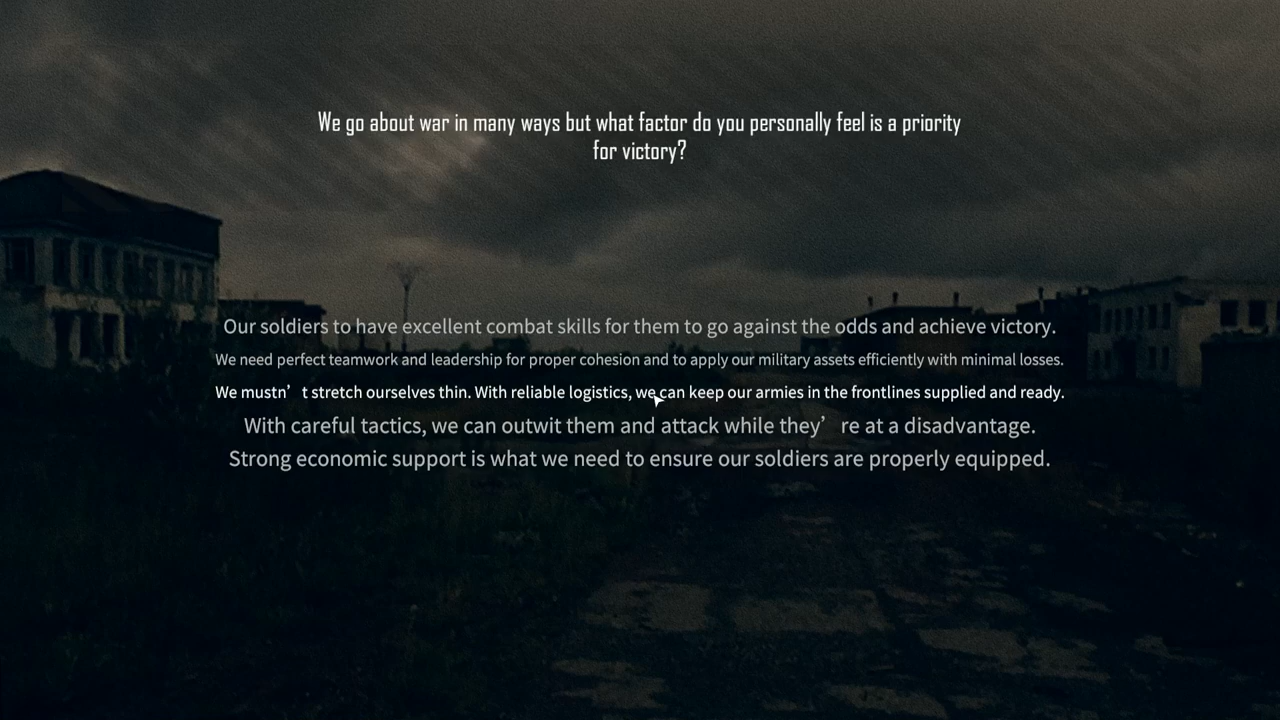 We go about war in many ways but what factor do you personally feel is a priority
for victory?
Our soldiers to have excellent combat skills for them to go against the odds and achieve victory.
We need perfect teamwork and leadership for proper cohesion and to apply our military assets efficiently with minimal losses.
We mustn’t stretch ourselves thin. With reliable logistics, we can keep our armies in the frontlines supplied and ready.
With careful tactics, we can outwit them and attack while they’re at a disadvantage.
Strong economic support is what we need to ensure our soldiers are properly equipped.